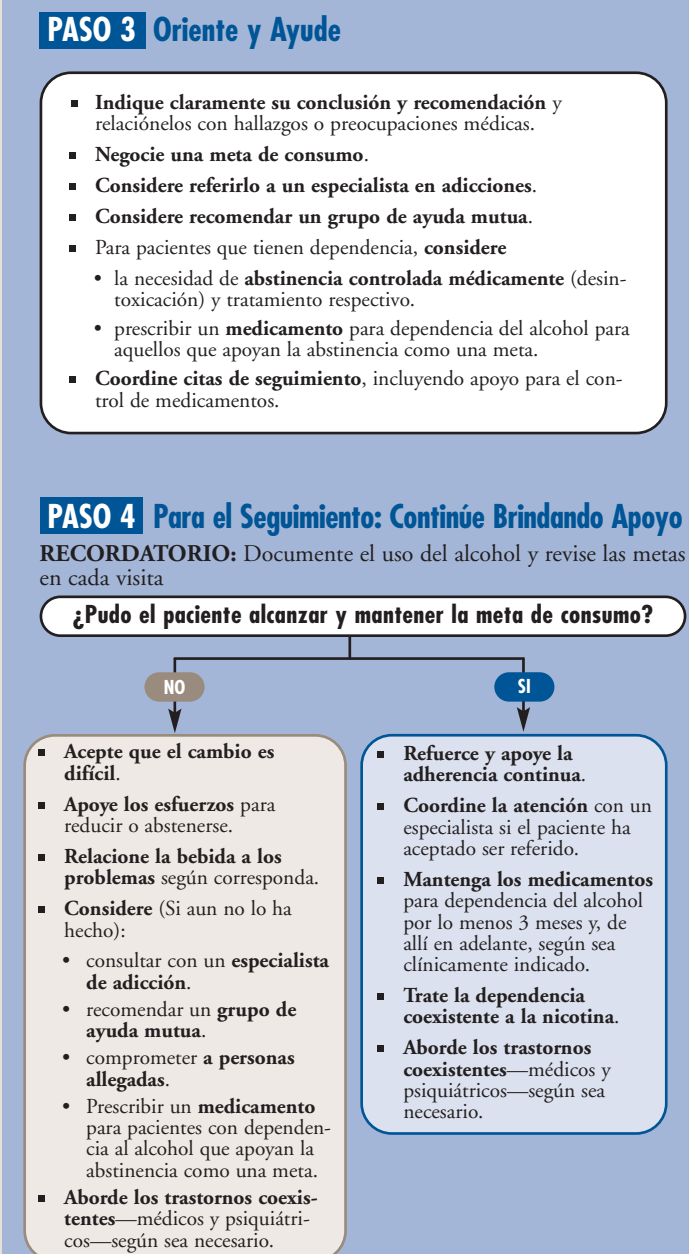 PASO 3 Oriente y Ayude
▪ Indique claramente su conclusión y recomendación y
relaciónelos con hallazgos o preocupaciones médicas.
▪ Negocie una meta de consumo.
▪ Considere referirlo a un especialista en adicciones.
▪ Considere recomendar un grupo de ayuda mutua.
▪ Para pacientes que tienen dependencia, considere
• la necesidad de abstinencia controlada médicamente (desin-
toxicación) y tratamiento respectivo.
• prescribir un medicamento para dependencia del alcohol para
aquellos que apoyan la abstinencia como una meta.
▪ Coordine citas de seguimiento, incluyendo apoyo para el con-
trol de medicamentos.
PASO 4 Para el Seguimiento: Continúe Brindando Apoyo
RECORDATORIO: Documente el uso del alcohol y revise las metas
en cada visita
¿Pudo el paciente alcanzar y mantener la meta de consumo?
NO
▪ Acepte que el cambio es
difícil.
▪ Apoye los esfuerzos para
reducir o abstenerse.
▪ Relacione la bebida a los
problemas según corresponda.
▪ Considere (Si aun no lo ha
hecho):
• consultar con un especialista
de adicción.
• recomendar un grupo de
ayuda mutua.
• comprometer a personas
allegadas.
• Prescribir un medicamento
para pacientes con dependen-
cia al alcohol que apoyan la
abstinencia como una meta.
▪ Aborde los trastornos coexis-
tentes—médicos y psiquiátri-
cos—según sea necesario.
SI
▪ Refuerce y apoye la
adherencia continua.
▪ Coordine la atención con un
especialista si el paciente ha
aceptado ser referido.
▪ Mantenga los medicamentos
para dependencia del alcohol
por lo menos 3 meses y, de
allí en adelante, según sea
clínicamente indicado.
▪ Trate la dependencia
coexistente a la nicotina.
▪ Aborde los trastornos
coexistentes—médicos y
psiquiátricos—según sea
necesario.